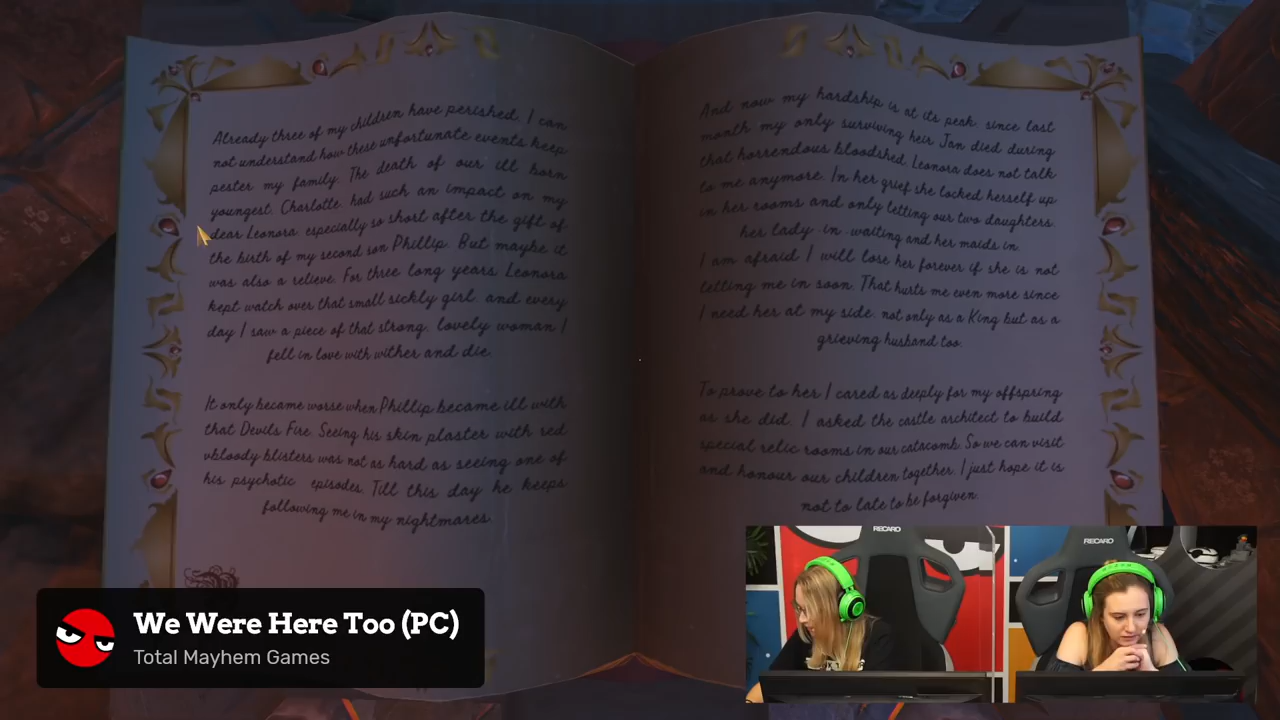 Already three of my children have perished. I can
not understand how these unfortunate events keep
pester my family. The death of our ill born
youngest, Charlotte, had such an impact on my
dear Leonora, especially so short after the gift of
the birth of my second son Phillip. But maybe it
was also a relieve. For three long years, Leonora
kept watch over that small sickly girl, and every
day I saw a piece of that strong, lovely woman I
fell in love with wither and die.
It only became worse when Phillip became ill with
that Devils Fire. Seeing his skin plaster with red
vbloody blisters was not as hard as seeing one of
his psychotic episodes. Till this day he keeps
following me in my nightmares.
And now my hardship is at its peak, since last
month my only surviving heir Jan died during
that horrendous bloodshed. Leonora does not talk
to me anymore. In her grief she locked herself up
in her rooms and only letting our two daughters,
her lady-in-waiting and her maids in.
I am afraid I will lose her forever if she is not
letting me in soon. That hurts me even more since
I need her at my side, not only as a King but as a
grieving husband too.
To prove to her I cared as deeply for my offspring
as she did, I asked the castle architect to build
special relic rooms in our catacomb. So we can visit
and honour our children together. I just hope it is
not to late to be forgiven.
RECARO
RECARO
We Were Here Too (PC)
Total Mayhem Games